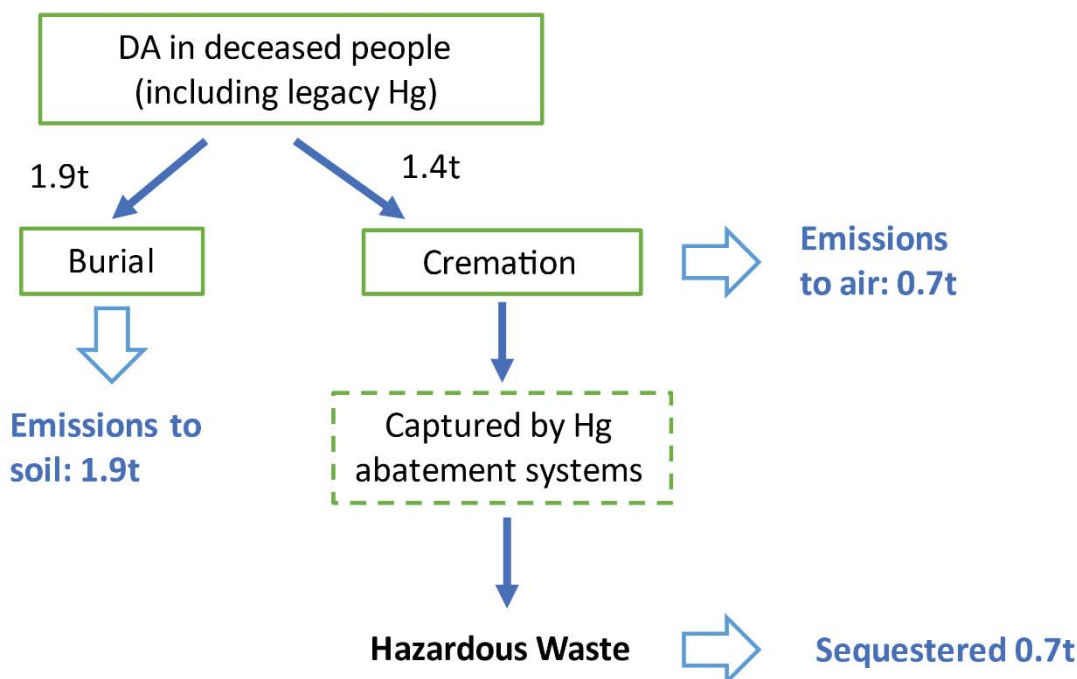 DA in deceased people
(including legacy Hg)
1.9t
1.4t
Burial
Cremation
Emissions
to air: 0.7t
Emissions to
soil: 1.9t
Captured by Hg
abatement systems
Hazardous Waste
Sequestered 0.7t